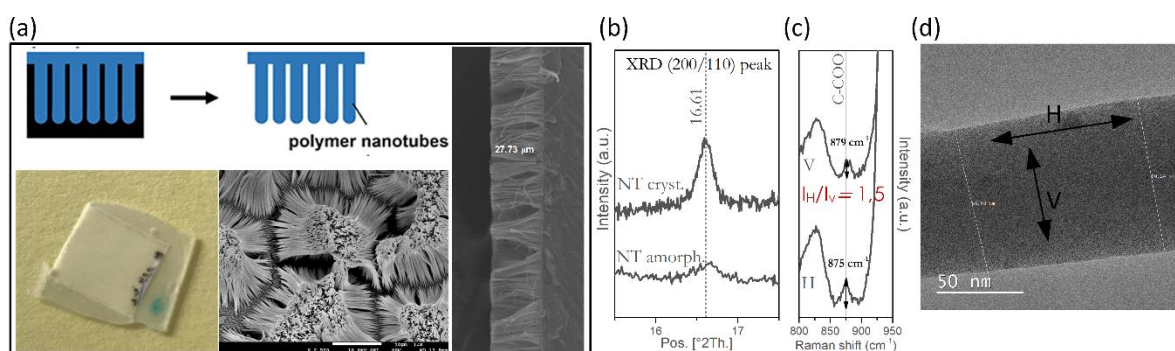 (a)
polymer nanotubes
27.73 µm
(b)
XRD (200/110) peak
16.61
NT cryst.
NT amorph.
Intensity (a.u.)
16
17
Pos. [°2Th.]
(c)
C-COO
879 cm⁻¹
V
I_H/I_V = 1,5
875 cm⁻¹
H
Intensity (a.u.)
800
850
900
950
Raman shift (cm⁻¹)
(d)
H
V
50 nm